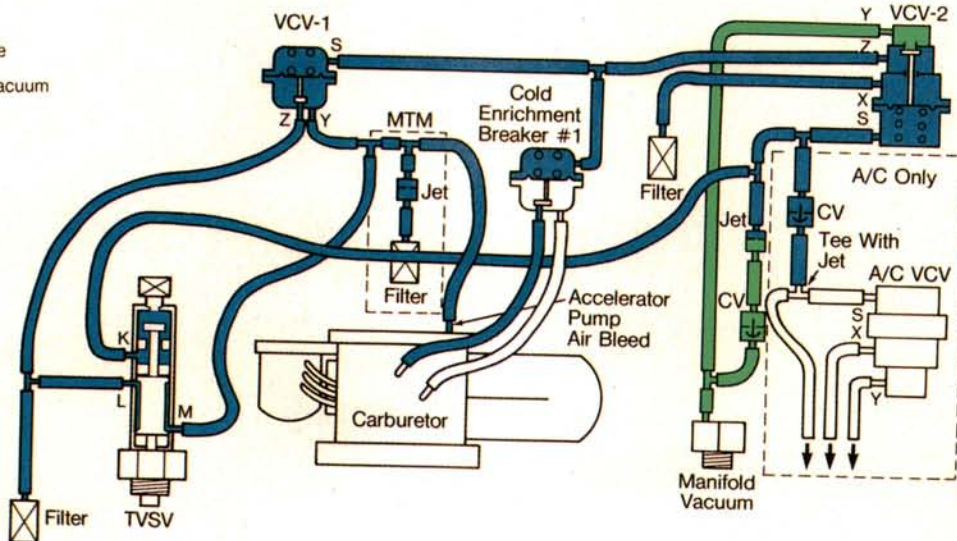 VCV-1
S
Y
VCV-2
Z
acuum
Cold
Enrichment
Breaker #1
Z
Y
MTM
X
S
Jet
Filter
A/C Only
Jet
CV
Tee With
Jet
A/C VCV
Filter
Accelerator
Pump
Air Bleed
K
CV
S
X
L
M
Carburetor
Y
Manifold
Vacuum
Filter
TVSV